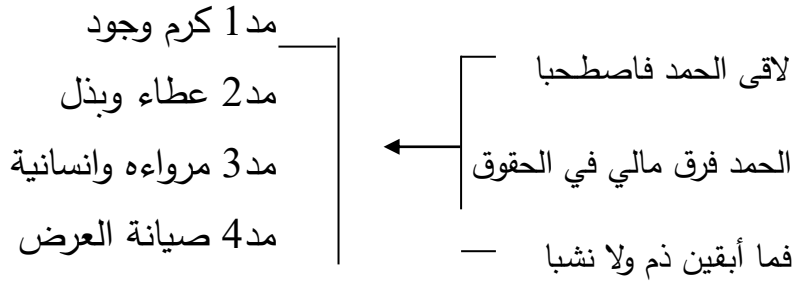 لاقى الحمد فاصطحبا
الحمد فرق مالي في الحقوق
فما أبقين ذم ولا نشبا
مد1 كرم وجود
مد2 عطاء وبذل
مد3 مرواءه وانسانية
مد4 صيانة العرض